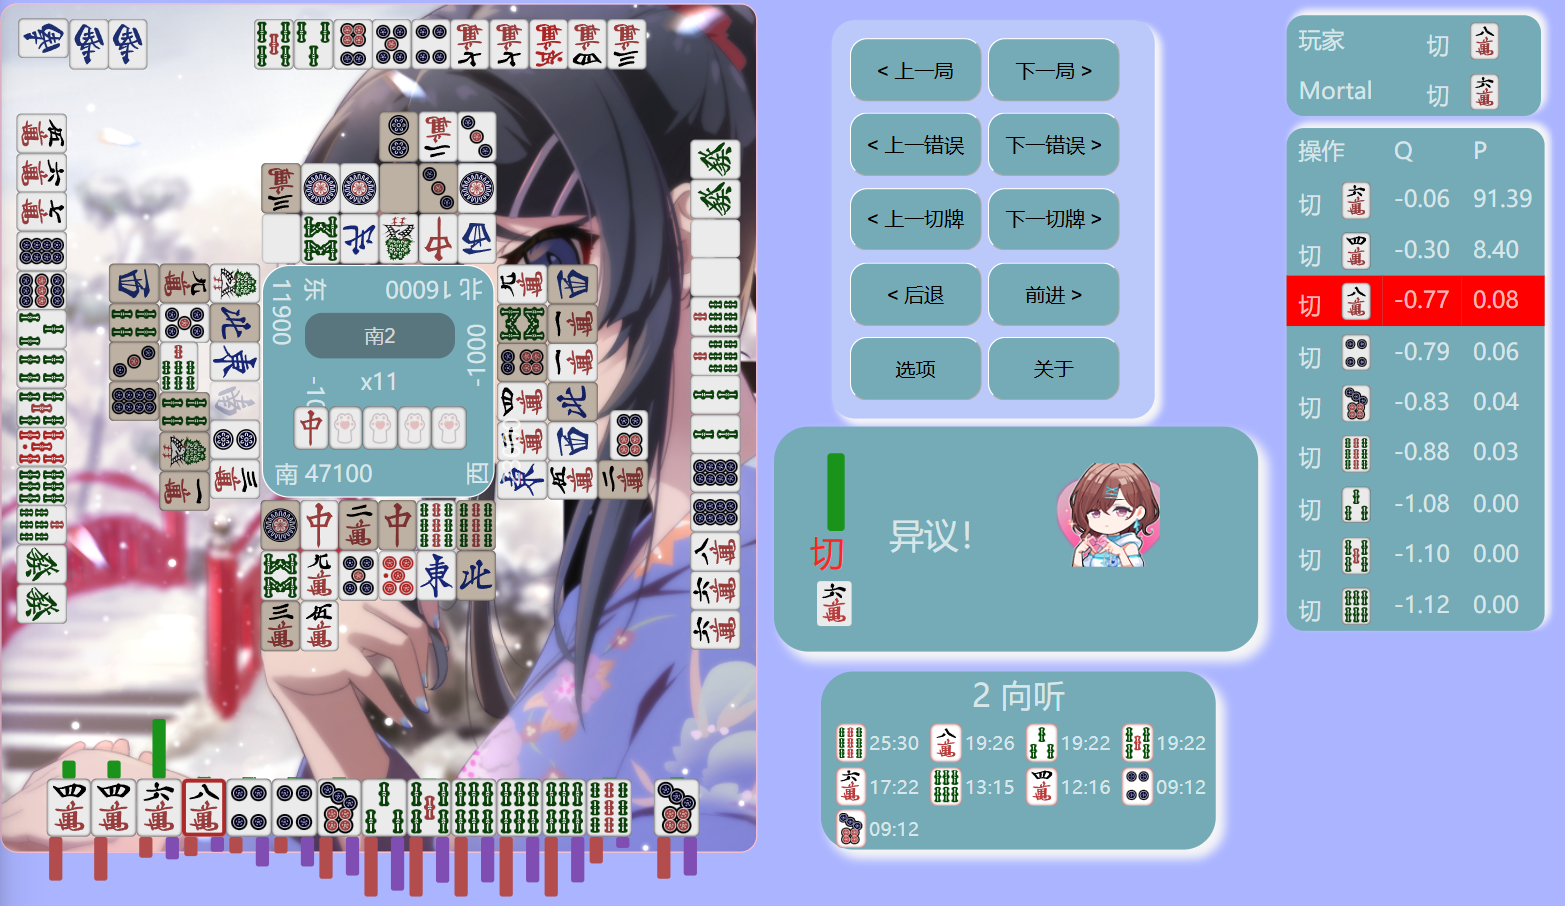 东 11900
北 16000
南2
x11
-1000
-10
南 47100
西
< 上一局
下一局 >
< 上一错误
下一错误 >
< 上一切牌
下一切牌 >
< 后退
前进 >
选项
关于
切
异议!
2 向听
25:30
19:26
19:22
19:22
17:22
13:15
12:16
09:12
09:12
玩家 切
Mortal 切
操作 Q P
切 -0.06 91.39
切 -0.30 8.40
切 -0.77 0.08
切 -0.79 0.06
切 -0.83 0.04
切 -0.88 0.03
切 -1.08 0.00
切 -1.10 0.00
切 -1.12 0.00